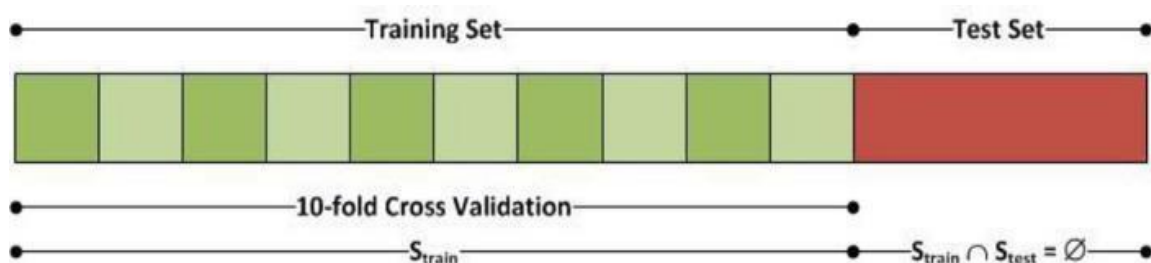 Training Set Test Set
10-fold Cross Validation
Strain Strain ∩ Stest = ∅